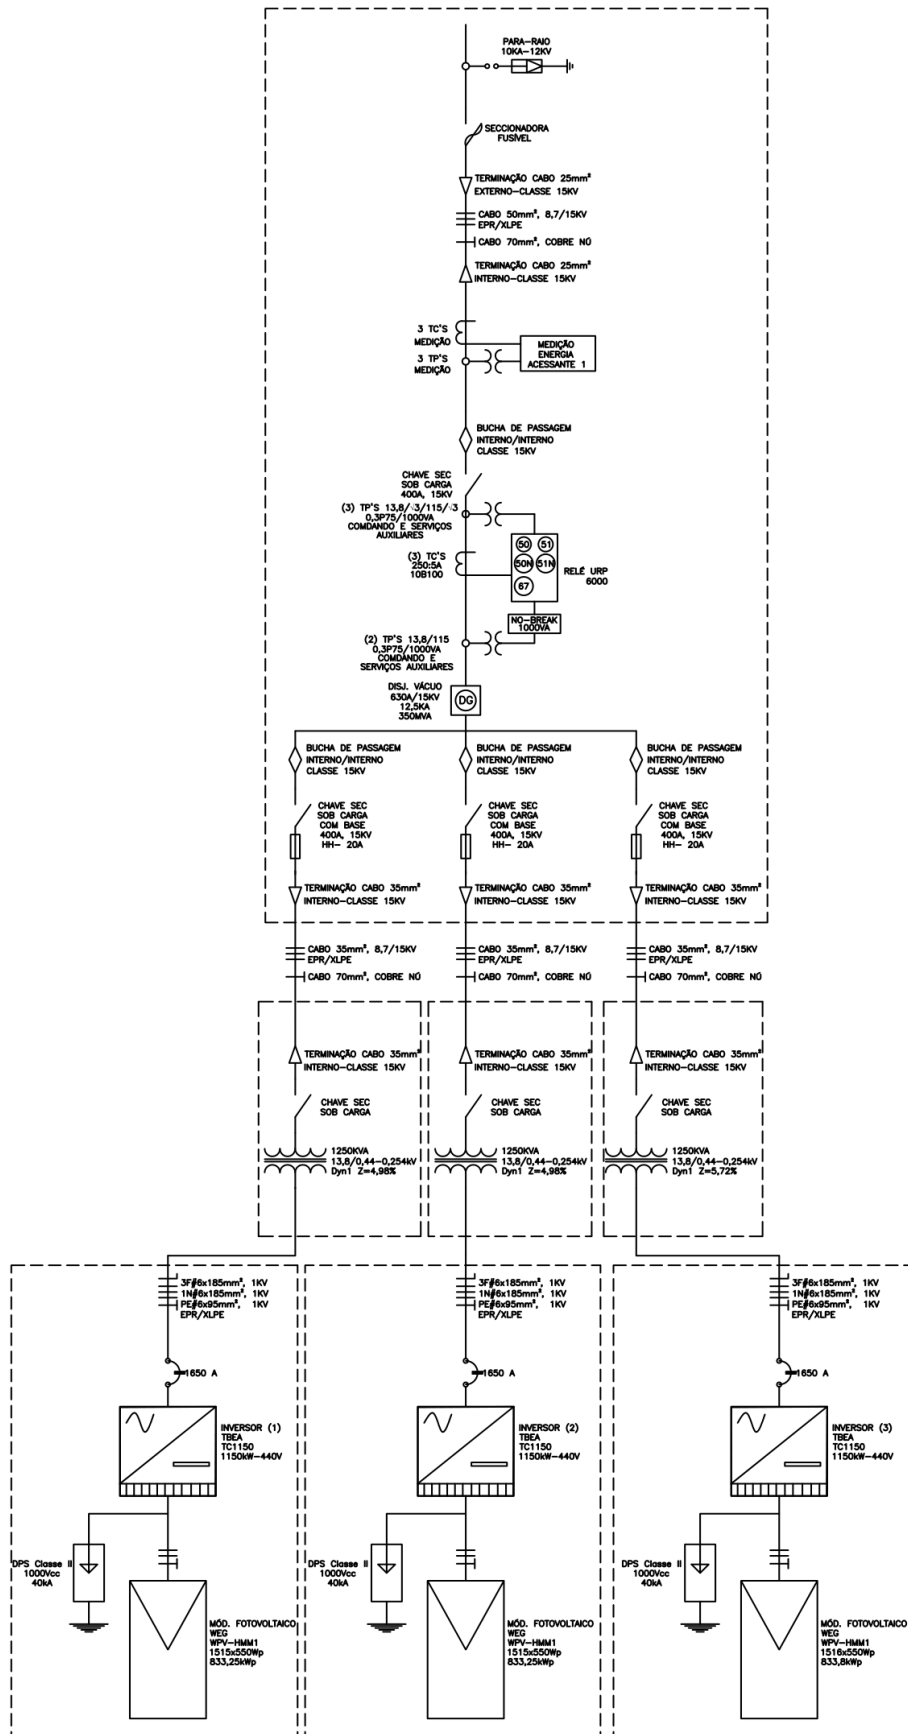 PARA-RAIO
10KA-12KV
SECCIONADORA
FUSIVEL
TERMINAÇÃO CABO 25mm²
EXTERNO-CLASSE 15KV
CABO 50mm², 8,7/15KV
EPR/XLPE
CABO 70mm², COBRE NÚ
TERMINAÇÃO CABO 25mm²
INTERNO-CLASSE 15KV
3 TC'S
MEDIÇÃO
3 TP'S
MEDIÇÃO
MEDIÇÃO
ENERGIA
ACESSANTE 1
BUCHA DE PASSAGEM
INTERNO/INTERNO
CLASSE 15KV
CHAVE SEC
SOB CARGA
400A, 15KV
(3) TP'S 13,8/√3/115/√3
0,3P75/1000VA
COMDANDO E SERVIÇOS
AUXILIARES
(3) TC'S
250:5A
10B100
50 51
50N 51N
67
RELÉ URP
6000
NO-BREAK
1000VA
(2) TP'S 13,8/115
0,3P75/1000VA
COMDANDO E
SERVIÇOS AUXILIARES
DISJ. VÁCUO
630A/15KV
12,5KA
350MVA
DG
BUCHA DE PASSAGEM
INTERNO/INTERNO
CLASSE 15KV
BUCHA DE PASSAGEM
INTERNO/INTERNO
CLASSE 15KV
BUCHA DE PASSAGEM
INTERNO/INTERNO
CLASSE 15KV
CHAVE SEC
SOB CARGA
COM BASE
400A, 15KV
HH- 20A
CHAVE SEC
SOB CARGA
COM BASE
400A, 15KV
HH- 20A
CHAVE SEC
SOB CARGA
COM BASE
400A, 15KV
HH- 20A
TERMINAÇÃO CABO 35mm²
INTERNO-CLASSE 15KV
TERMINAÇÃO CABO 35mm²
INTERNO-CLASSE 15KV
TERMINAÇÃO CABO 35mm²
INTERNO-CLASSE 15KV
CABO 35mm², 8,7/15KV
EPR/XLPE
CABO 70mm², COBRE NÚ
CABO 35mm², 8,7/15KV
EPR/XLPE
CABO 70mm², COBRE NÚ
CABO 35mm², 8,7/15KV
EPR/XLPE
CABO 70mm², COBRE NÚ
TERMINAÇÃO CABO 35mm²
INTERNO-CLASSE 15KV
TERMINAÇÃO CABO 35mm²
INTERNO-CLASSE 15KV
TERMINAÇÃO CABO 35mm²
INTERNO-CLASSE 15KV
CHAVE SEC
SOB CARGA
CHAVE SEC
SOB CARGA
CHAVE SEC
SOB CARGA
1250KVA
13,8/0,44-0,254kV
Dyn1 Z=4,98%
1250KVA
13,8/0,44-0,254kV
Dyn1 Z=4,98%
1250KVA
13,8/0,44-0,254kV
Dyn1 Z=5,72%
3F#6x185mm², 1KV
1N#6x185mm², 1KV
PE#6x95mm², 1KV
EPR/XLPE
3F#6x185mm², 1KV
1N#6x185mm², 1KV
PE#6x95mm², 1KV
EPR/XLPE
3F#6x185mm², 1KV
1N#6x185mm², 1KV
PE#6x95mm², 1KV
EPR/XLPE
1650 A
1650 A
1650 A
INVERSOR (1)
TBEA
TC1150
1150kW-440V
INVERSOR (2)
TBEA
TC1150
1150kW-440V
INVERSOR (3)
TBEA
TC1150
1150kW-440V
DPS Classe II
1000Vcc
40kA
DPS Classe II
1000Vcc
40kA
DPS Classe II
1000Vcc
40kA
MÓD. FOTOVOLTAICO
WEG
WPV-HMM1
1515x550Wp
833,25kWp
MÓD. FOTOVOLTAICO
WEG
WPV-HMM1
1515x550Wp
833,25kWp
MÓD. FOTOVOLTAICO
WEG
WPV-HMM1
1516x550Wp
833,8kWp